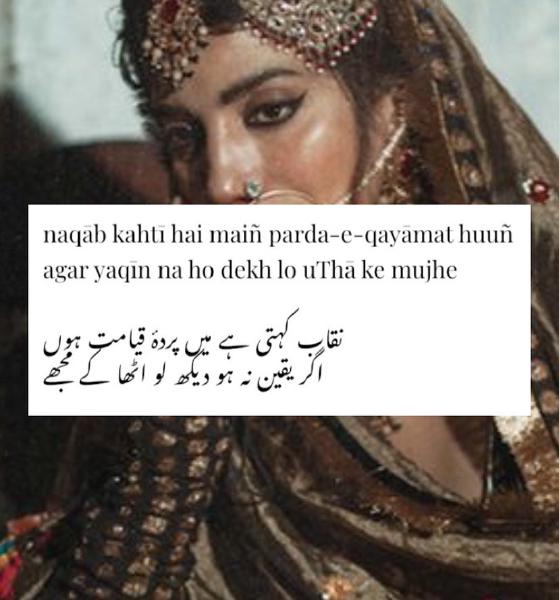 naqāb kahtī hai maiñ parda-e-qayāmat huuñ
agar yaqīn na ho dekh lo uThā ke mujhe
نقاب کہتی ہے میں پردۂ قیامت ہوں
اگر یقین نہ ہو دیکھ لو اٹھا کے مجھے